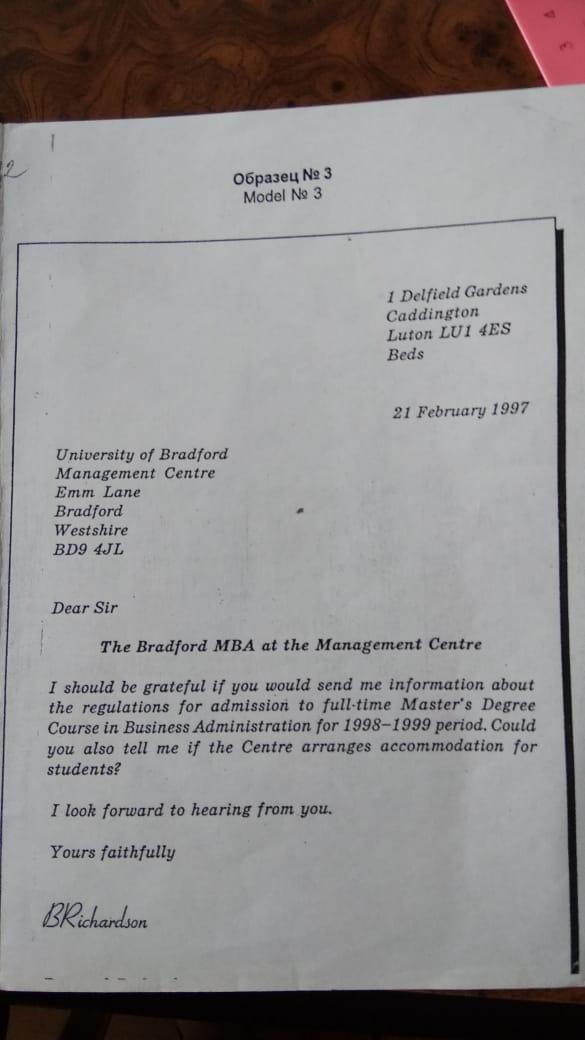 2
Образец № 3
Model № 3
1 Delfield Gardens
Caddington
Luton LU1 4ES
Beds
21 February 1997
University of Bradford
Management Centre
Emm Lane
Bradford
Westshire
BD9 4JL
Dear Sir
The Bradford MBA at the Management Centre
I should be grateful if you would send me information about
the regulations for admission to full-time Master's Degree
Course in Business Administration for 1998–1999 period. Could
you also tell me if the Centre arranges accommodation for
students?
I look forward to hearing from you.
Yours faithfully
BRichardson
3 4